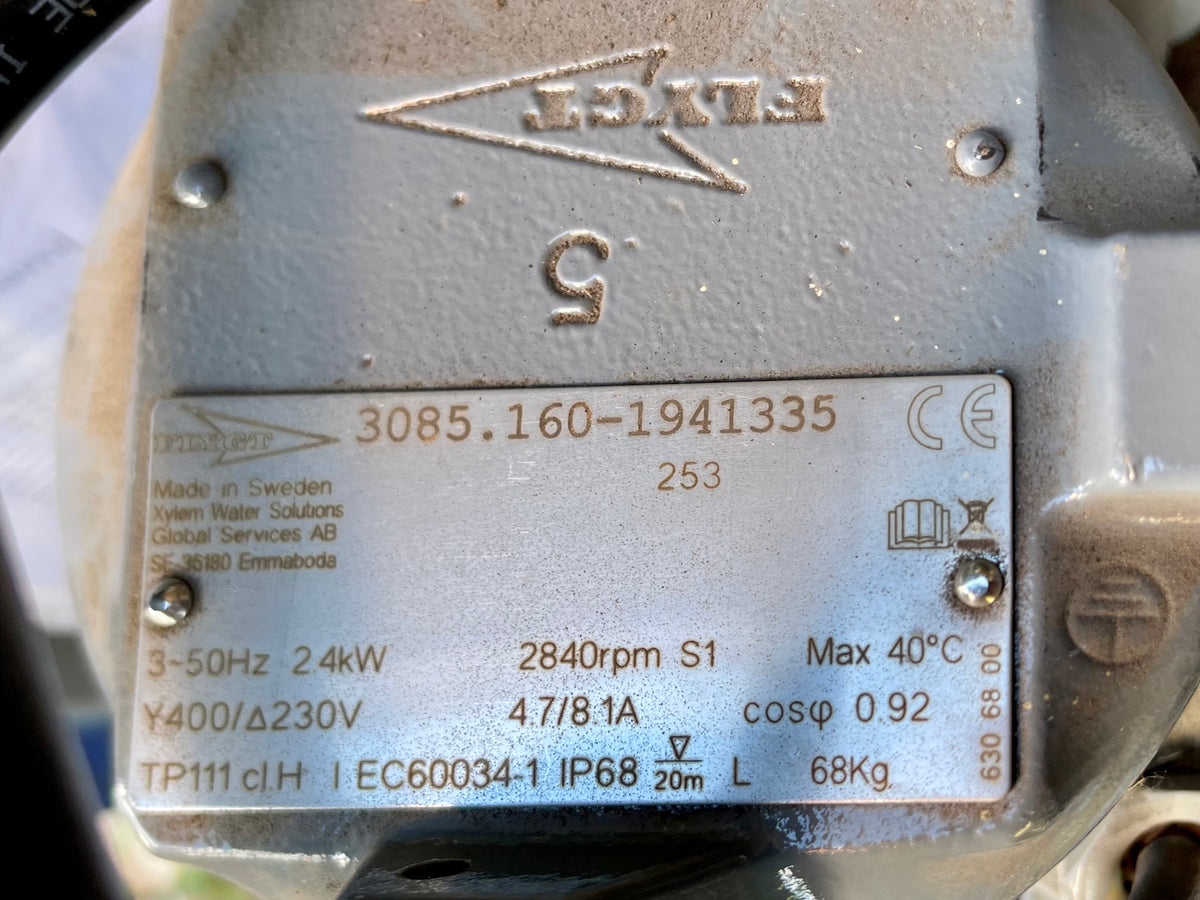 FLYGT
5
FLYGT 3085.160-1941335 CE
253
Made in Sweden
Xylem Water Solutions
Global Services AB
SE-36180 Emmaboda
3~50Hz 2.4kW 2840rpm S1 Max 40°C
Y400/Δ230V 4.7/8.1A cosφ 0.92
TP111 cl.H IEC60034-1 IP68 20m L 68Kg
630 68 00